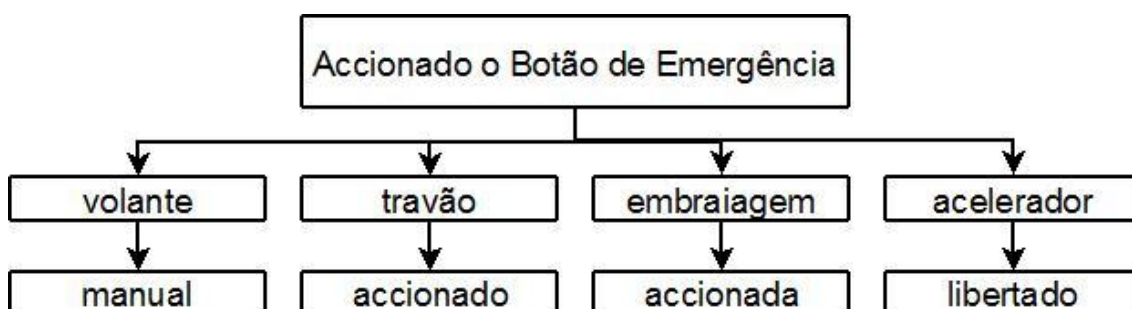 Accionado o Botão de Emergência
volante travão embraiagem acelerador
manual accionado accionada libertado